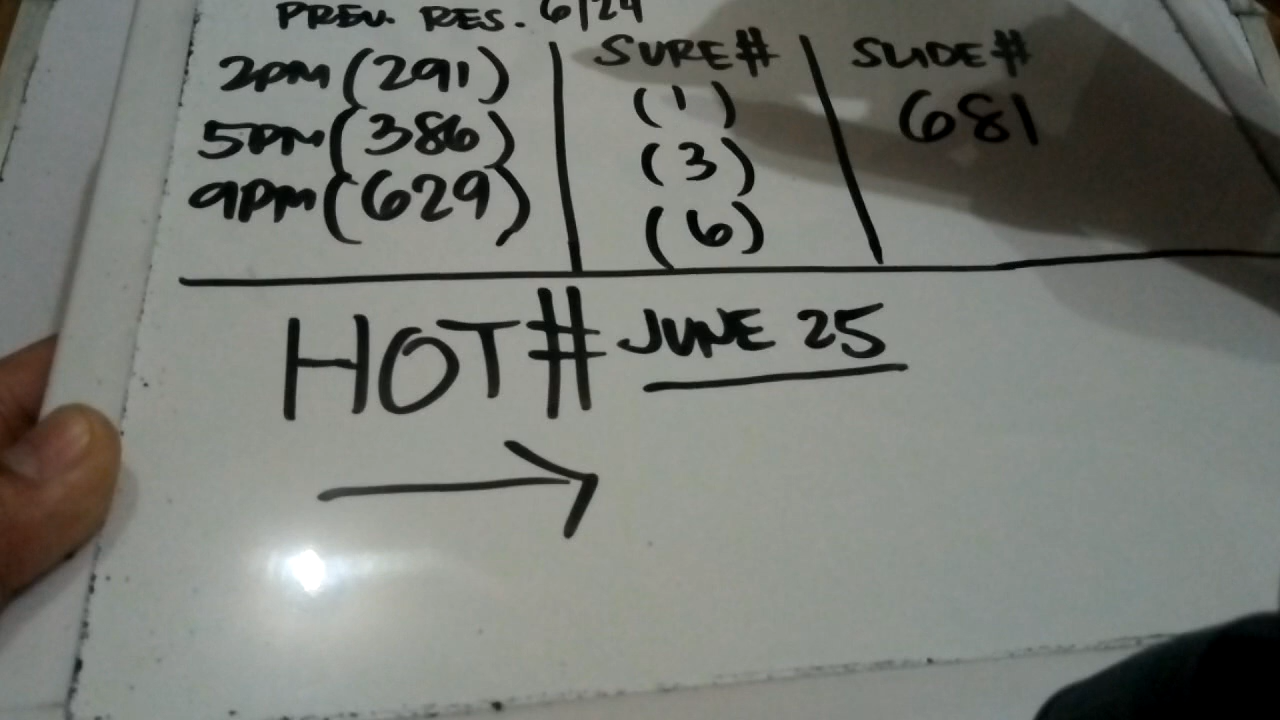 PREV. RES. 6/24
2PM (291)
5PM (386)
9PM (629)
SURE#
(1)
(3)
(6)
SLIDE#
681
HOT# JUNE 25